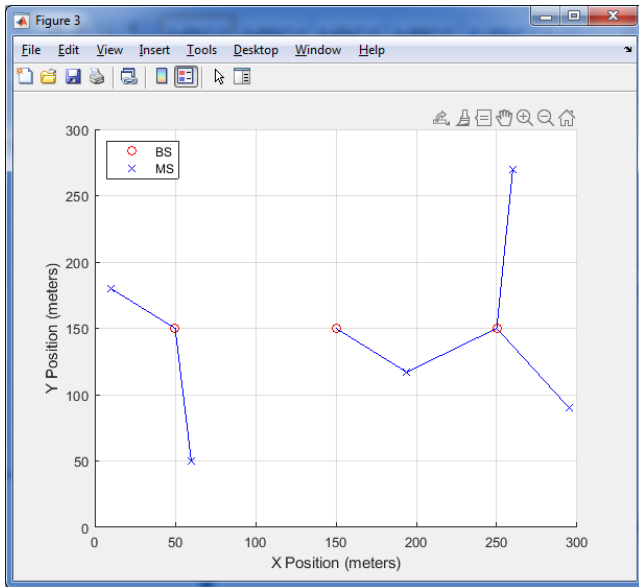 Figure 3
File Edit View Insert Tools Desktop Window Help
BS
MS
300
250
200
150
100
50
0
Y Position (meters)
0 50 100 150 200 250 300
X Position (meters)